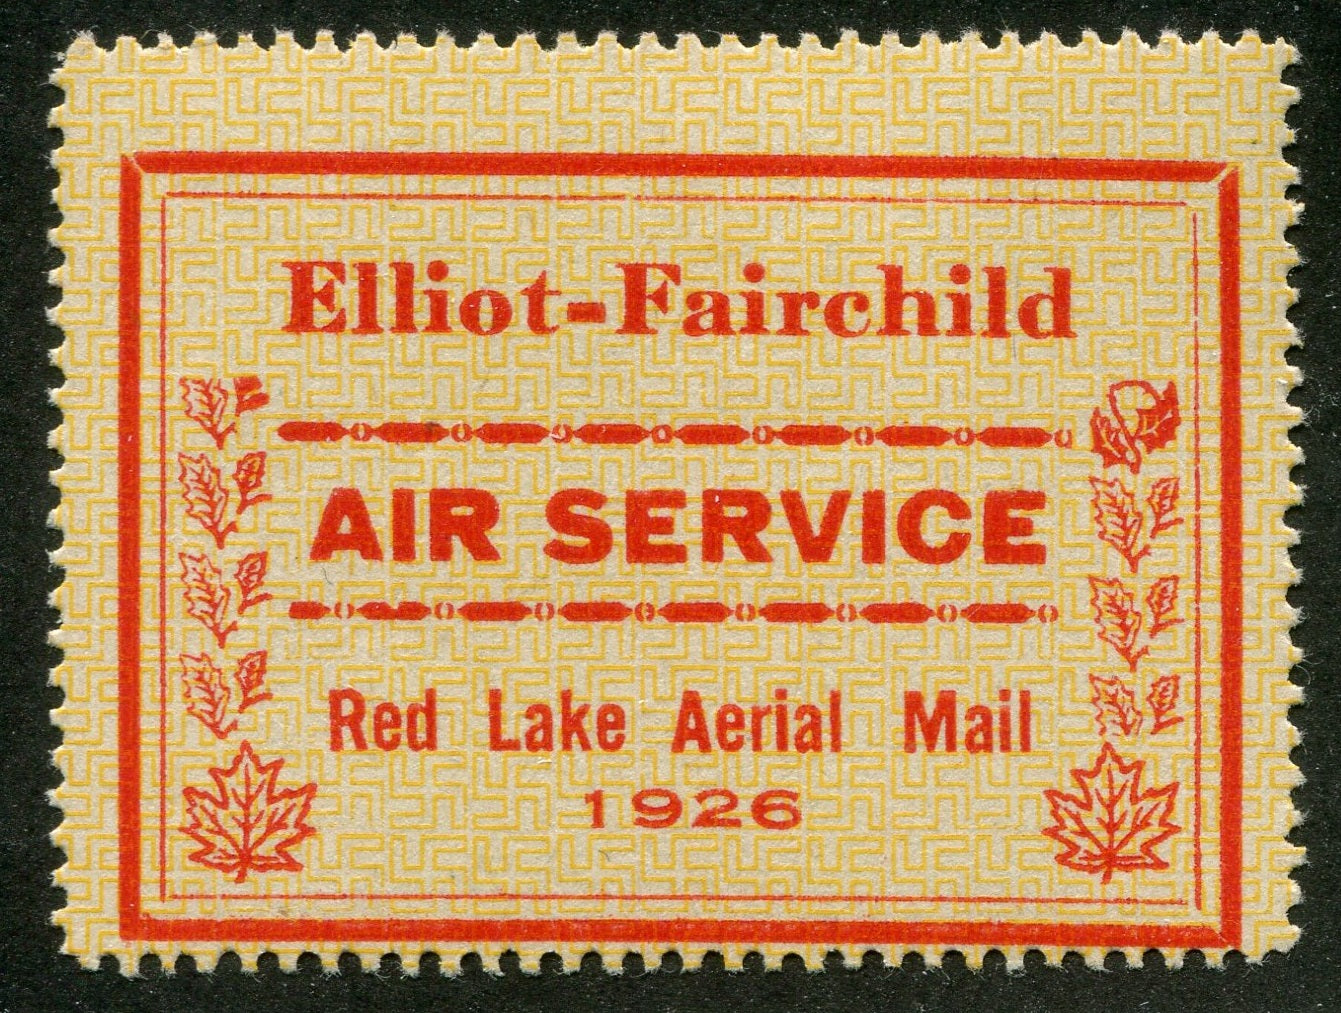 Elliot-Fairchild
AIR SERVICE
Red Lake Aerial Mail
1926